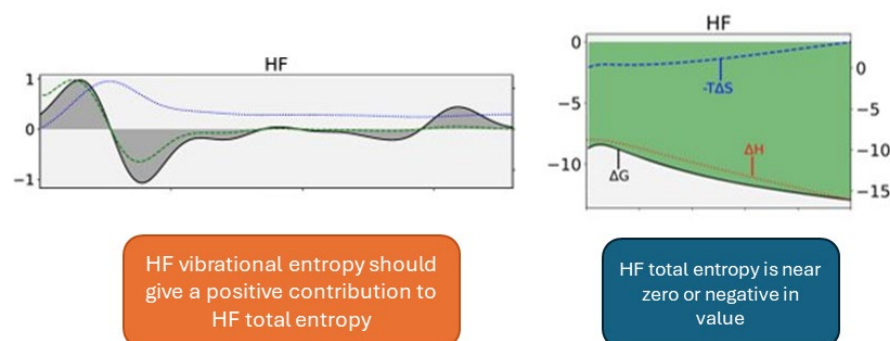 HF
1
0
−1
HF
0
−5
−10
0
−5
−10
−15
-TΔS
ΔH
ΔG
HF vibrational entropy should
give a positive contribution to
HF total entropy
HF total entropy is near
zero or negative in
value